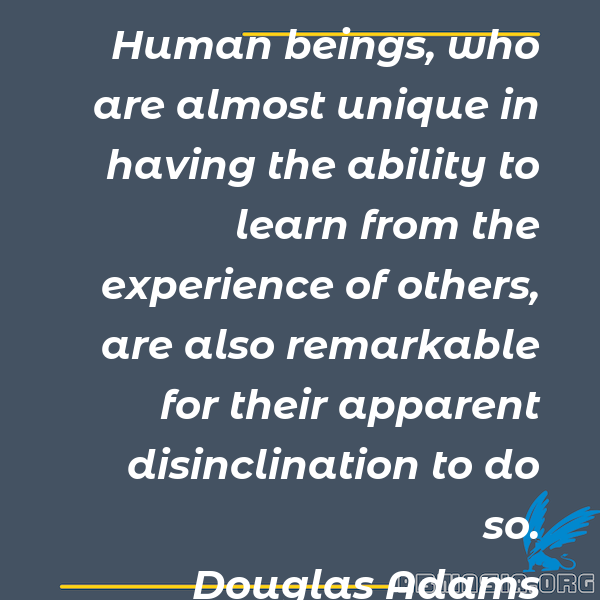 Human beings, who
are almost unique in
having the ability to
learn from the
experience of others,
are also remarkable
for their apparent
disinclination to do
so.
Douglas Adams